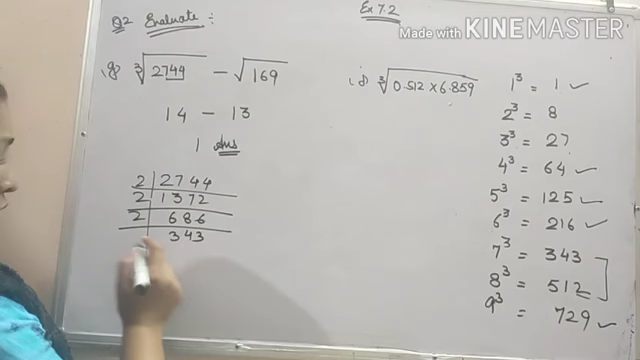 Ex 7.2
Q2 Evaluate :
Made with KINEMASTER
(g) ∛2744 - √169
14 - 13
1 Ans
2 | 2744
2 | 1372
2 | 686
343
∛0.512 × 6.859
1³ = 1 ✓
2³ = 8
3³ = 27
4³ = 64 ✓
5³ = 125 ✓
6³ = 216 ✓
7³ = 343
8³ = 512
9³ = 729 ✓